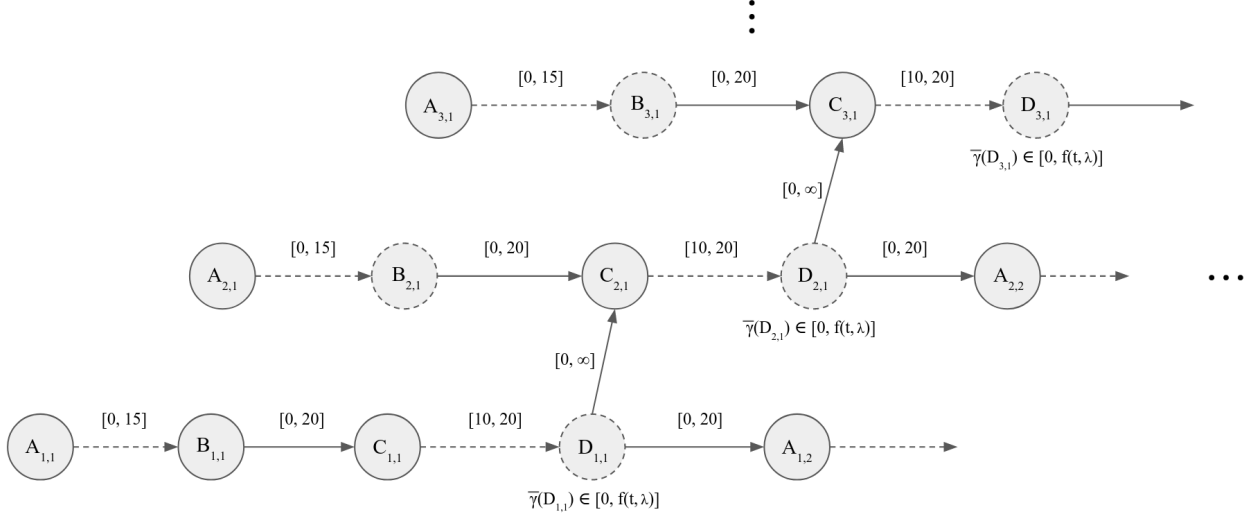 [0, 15] [0, 20] [10, 20]
A3,1 B3,1 C3,1 D3,1
γ̅(D3,1) ∈ [0, f(t, λ)]
[0, ∞]
[0, 15] [0, 20] [10, 20] [0, 20]
A2,1 B2,1 C2,1 D2,1 A2,2
γ̅(D2,1) ∈ [0, f(t, λ)]
[0, ∞]
[0, 15] [0, 20] [10, 20] [0, 20]
A1,1 B1,1 C1,1 D1,1 A1,2
γ̅(D1,1) ∈ [0, f(t, λ)]